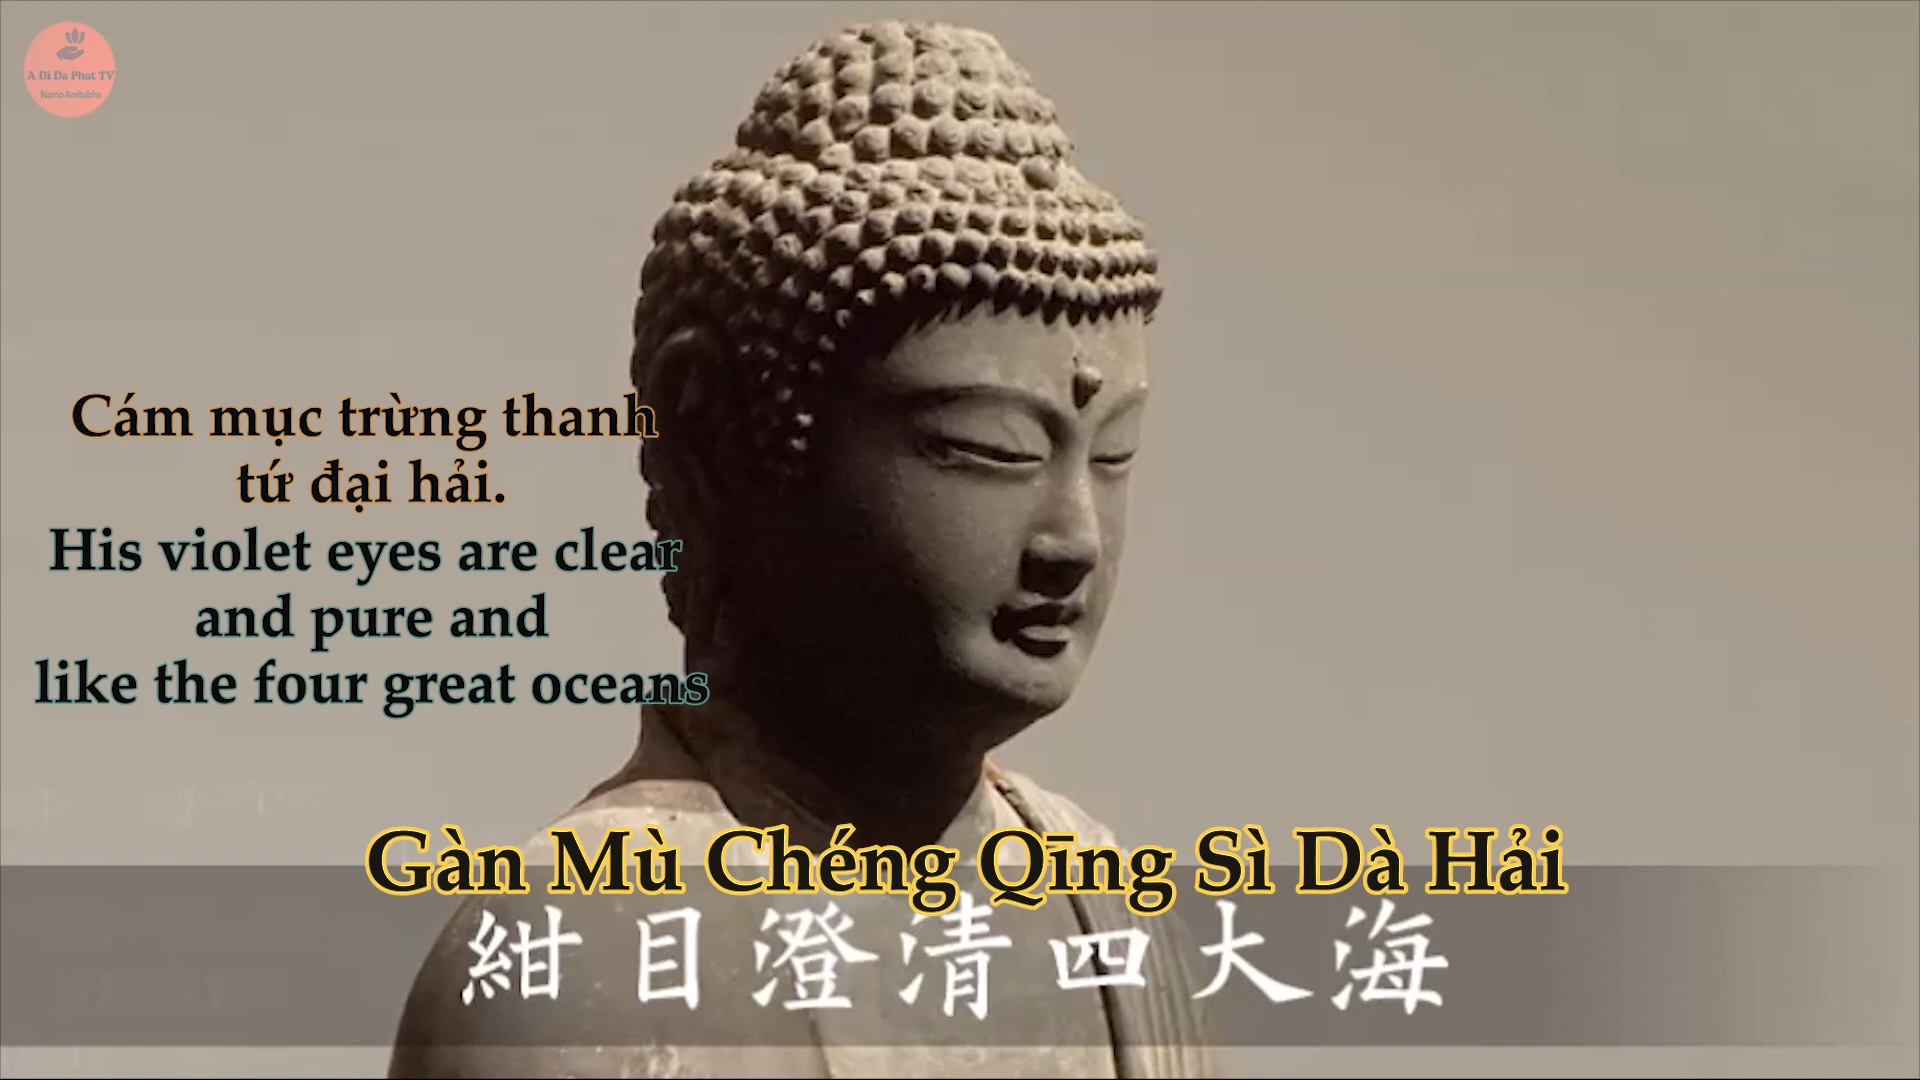 A Di Da Phat TV
Namo Amitabha
Cám mục trừng thanh
tứ đại hải.
His violet eyes are clear
and pure and
like the four great oceans
Gàn Mù Chéng Qīng Sì Dà Hải
紺目澄清四大海